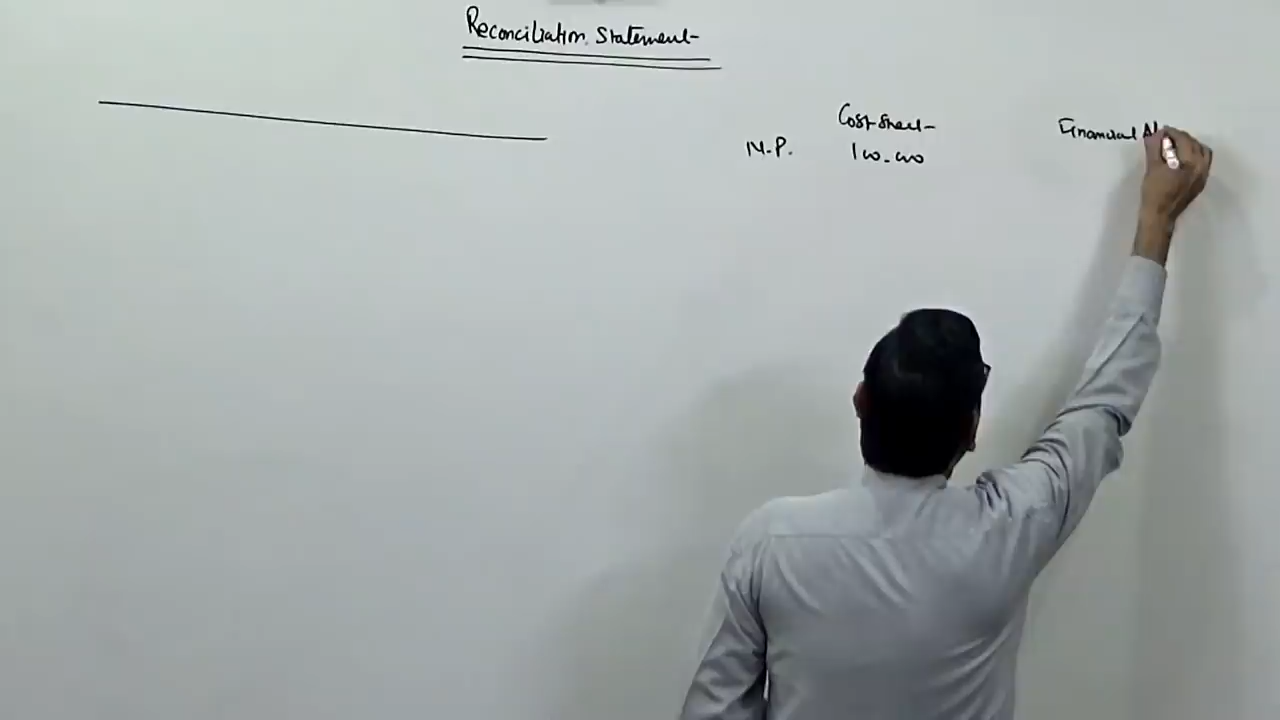 Reconciliation Statement
Cost sheet
Financial A/
N.P. 100,000